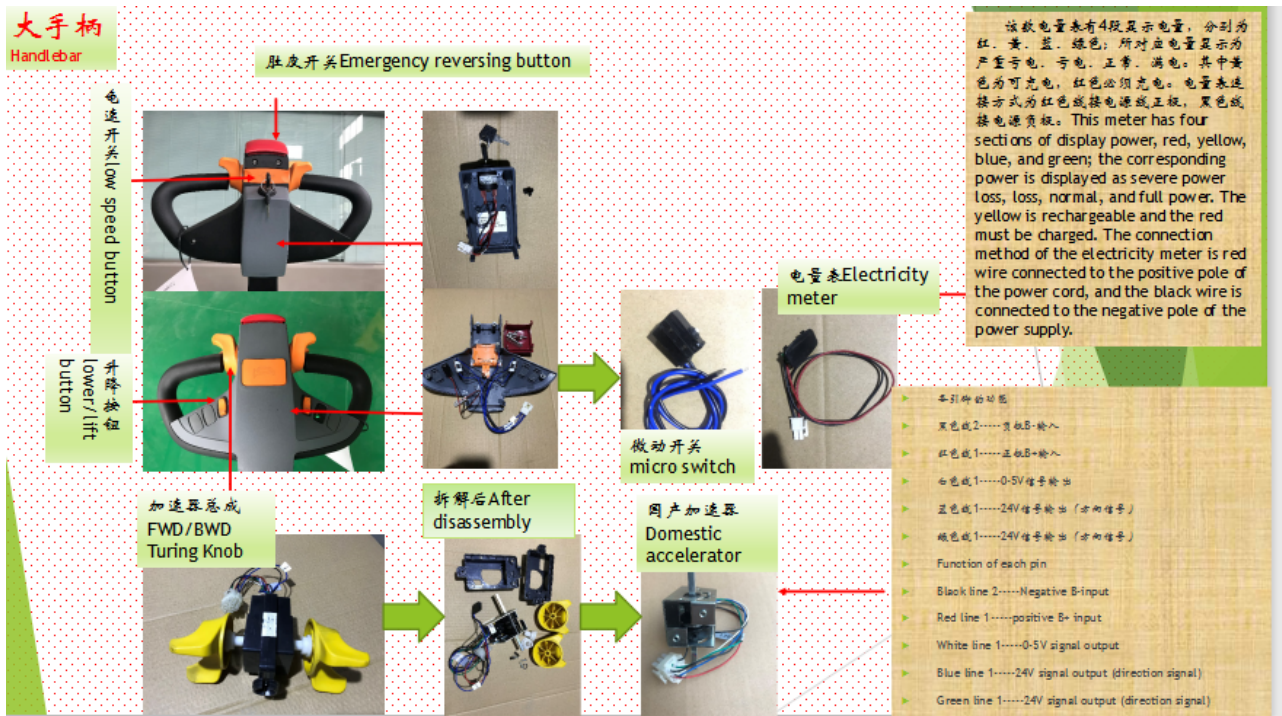 大手柄
Handlebar
肚皮开关Emergency reversing button
龟速开关low speed button
升降按钮
lower/ lift
button
加速器总成
FWD/BWD
Turing Knob
拆解后After
disassembly
微动开关
micro switch
国产加速器
Domestic
accelerator
电量表Electricity
meter
该款电量表有4段显示电量，分别为
红．黄．蓝．绿色；所对应电量显示为
严重亏电．亏电．正常．满电。其中黄
色为可充电，红色必须充电。电量表连
接方式为红色线接电源线正极，黑色线
接电源负极。This meter has four
sections of display power, red, yellow,
blue, and green; the corresponding
power is displayed as severe power
loss, loss, normal, and full power. The
yellow is rechargeable and the red
must be charged. The connection
method of the electricity meter is red
wire connected to the positive pole of
the power cord, and the black wire is
connected to the negative pole of the
power supply.
各引脚的功能
黑色线2-----负极B-输入
红色线1-----正极B+输入
白色线1-----0-5V信号输出
蓝色线1-----24V信号输出（方向信号）
绿色线1-----24V信号输出（方向信号）
Function of each pin
Black line 2-----Negative B-input
Red line 1-----positive B+ input
White line 1-----0-5V signal output
Blue line 1-----24V signal output (direction signal)
Green line 1-----24V signal output (direction signal)